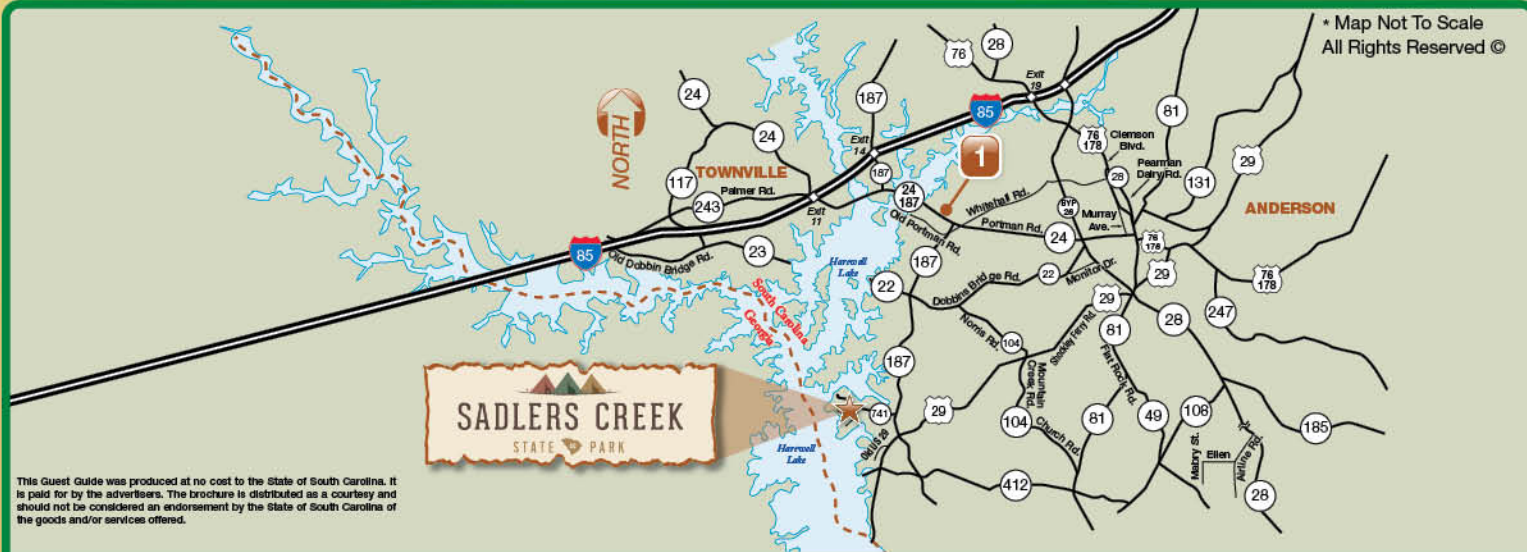 * Map Not To Scale
All Rights Reserved ©
76
28
Exit
19
24
NORTH
187
85
81
24
Exit
14
1
76
178
Clemson
Blvd.
29
TOWNVILLE
117
Palmer Rd.
243
187
24
187
Whitehall Rd.
28
Pearman
Dairy Rd.
131
Exit
11
Old Portman Rd.
BYP
28
Murray
Ave.
ANDERSON
Portman Rd.
24
76
178
85
Old Dobbin Bridge Rd.
23
Harewell
Lake
187
22
Dobbins Bridge Rd.
22
Monitor Dr.
29
76
178
South Carolina
Georgia
29
247
Norris Rd.
104
Shockley Ferry Rd.
81
28
187
Mountain
Creek Rd.
Flat Rock Rd.
SADLERS CREEK
STATE PARK
741
29
104
Church Rd.
81
49
108
185
Old US 29
Harewell
Lake
Mabry St.
Ellen
Airline Rd.
412
28
This Guest Guide was produced at no cost to the State of South Carolina. It
is paid for by the advertisers. The brochure is distributed as a courtesy and
should not be considered an endorsement by the State of South Carolina of
the goods and/or services offered.